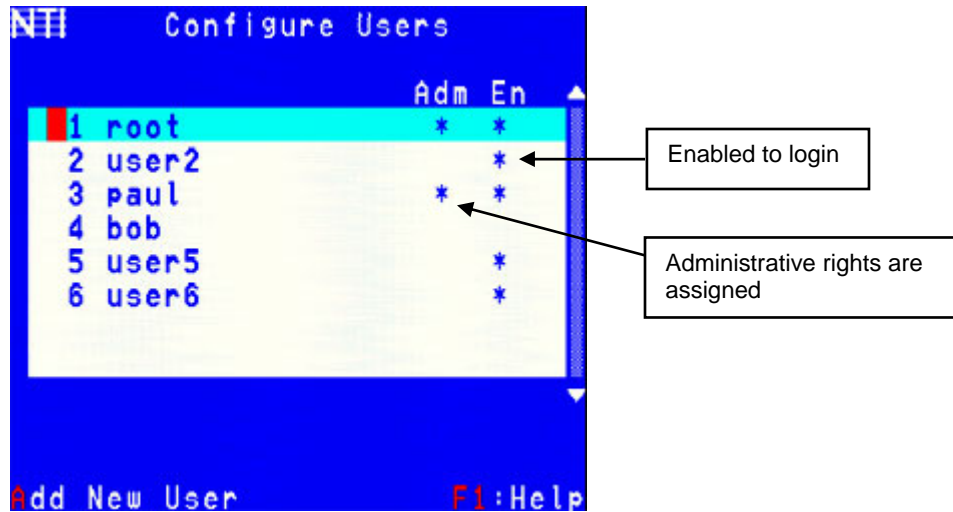 NTI Configure Users
Adm En
1 root * *
2 user2 *
3 paul * *
4 bob
5 user5 *
6 user6 *
Enabled to login
Administrative rights are
assigned
Add New User F1:Help